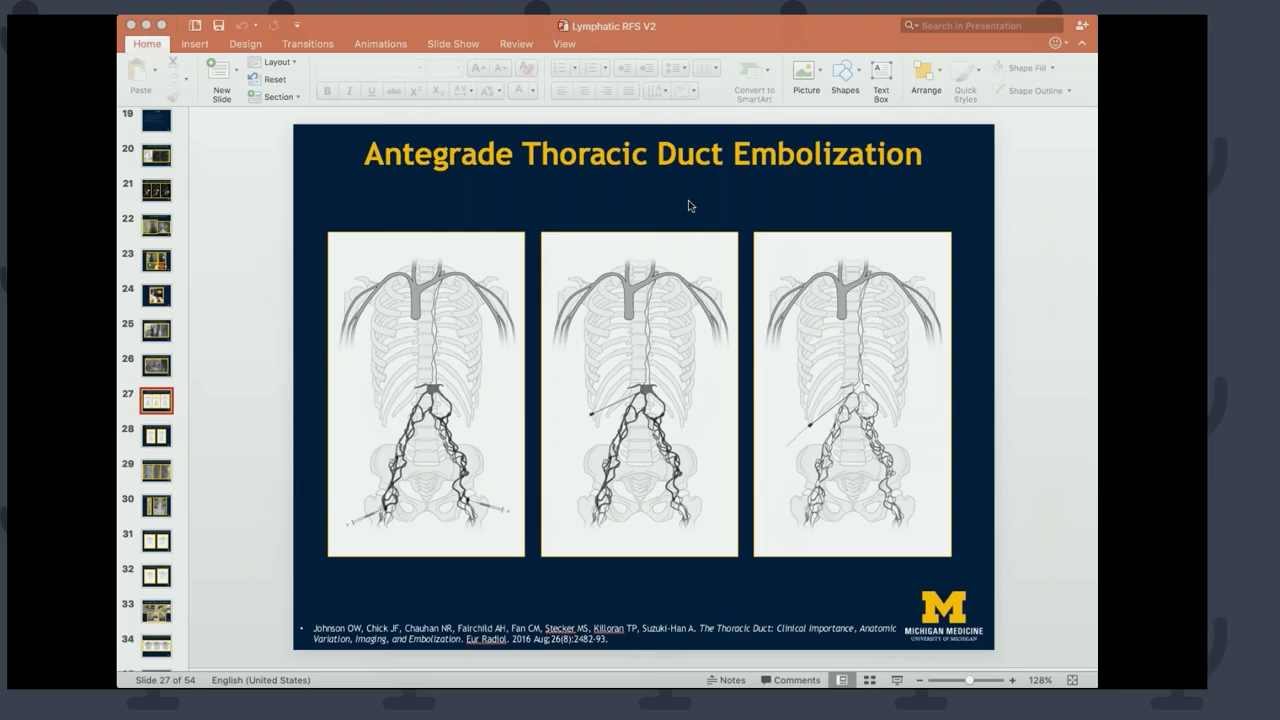 Lymphatic RFS V2
Search in Presentation
Home Insert Design Transitions Animations Slide Show Review View
Paste
New Slide
Layout
Reset
Section
B I U abc X² X₂ AV Aa A
Convert to SmartArt
Picture
Shapes
Text Box
Arrange
Quick Styles
Shape Fill
Shape Outline
19
20
21
22
23
24
25
26
27
28
29
30
31
32
33
34
Antegrade Thoracic Duct Embolization
• Johnson OW, Chick JF, Chauhan NR, Fairchild AH, Fan CM, Stecker MS, Killoran TP, Suzuki-Han A. The Thoracic Duct: Clinical Importance, Anatomic
Variation, Imaging, and Embolization. Eur Radiol. 2016 Aug;26(8):2482-93.
M
MICHIGAN MEDICINE
UNIVERSITY OF MICHIGAN
Slide 27 of 54 English (United States) Notes Comments 128%